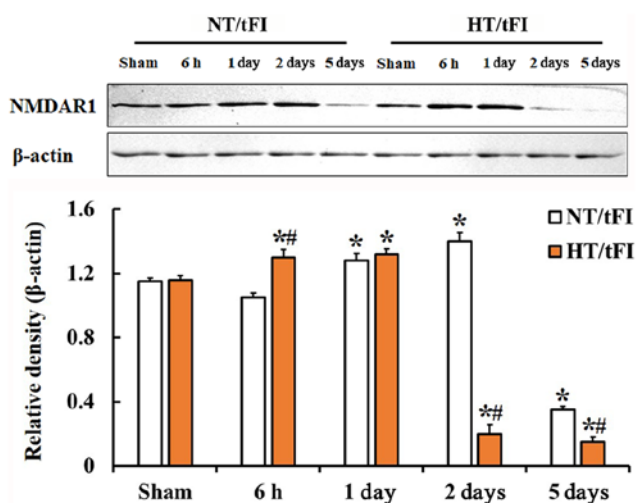 NT/tFI HT/tFI
Sham 6 h 1 day 2 days 5 days Sham 6 h 1 day 2 days 5 days
NMDAR1
β-actin
Relative density (β-actin)
1.6
1.2
0.8
0.4
0
NT/tFI
HT/tFI
*# * * * *# * *#
Sham 6 h 1 day 2 days 5 days